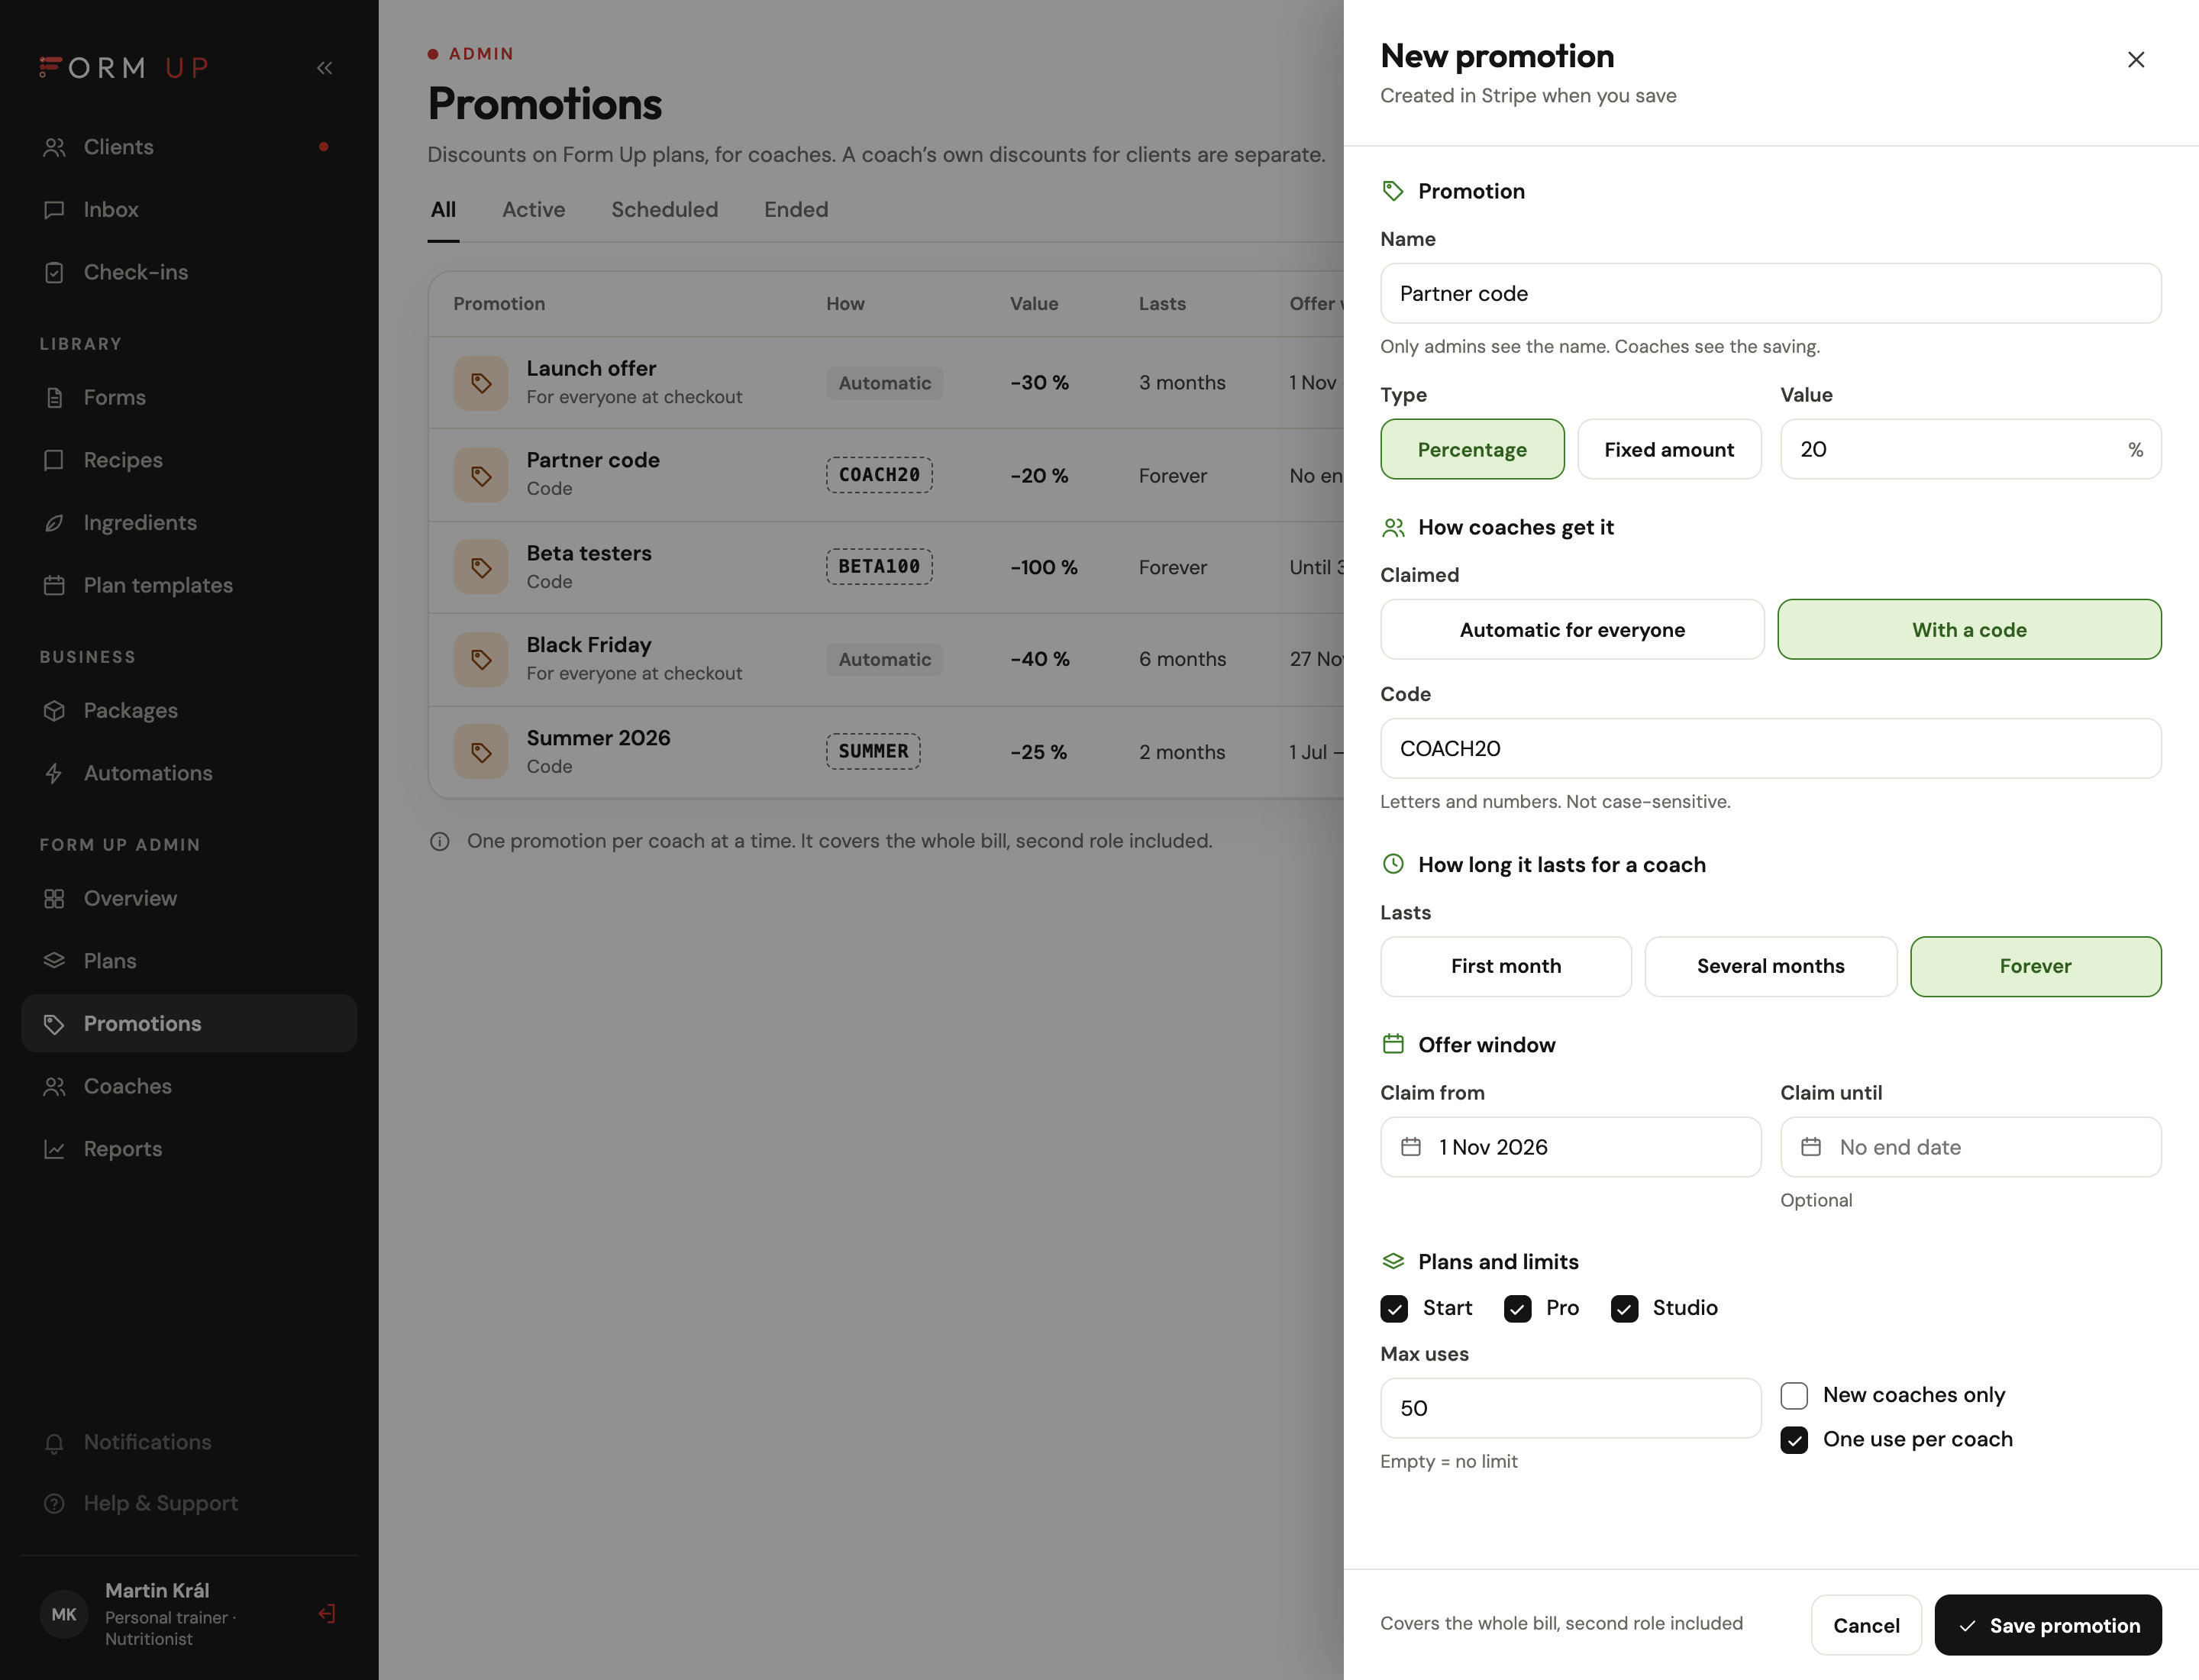 FORM UP
Clients
Inbox
Check-ins
LIBRARY
Forms
Recipes
Ingredients
Plan templates
BUSINESS
Packages
Automations
FORM UP ADMIN
Overview
Plans
Promotions
Coaches
Reports
Notifications
Help & Support
MK
Martin Král
Personal trainer ·
Nutritionist
ADMIN
Promotions
Discounts on Form Up plans, for coaches. A coach’s own discounts for clients are separate.
All Active Scheduled Ended
Promotion How Value Lasts Offer
Launch offer
For everyone at checkout
Automatic −30 % 3 months 1 Nov
Partner code
Code
COACH20 −20 % Forever No
Beta testers
Code
BETA100 −100 % Forever Until
Black Friday
For everyone at checkout
Automatic −40 % 6 months 27
Summer 2026
Code
SUMMER −25 % 2 months 1 Jul –
One promotion per coach at a time. It covers the whole bill, second role included.
New promotion
Created in Stripe when you save
Promotion
Name
Partner code
Only admins see the name. Coaches see the saving.
Type Value
Percentage Fixed amount 20 %
How coaches get it
Claimed
Automatic for everyone With a code
Code
COACH20
Letters and numbers. Not case-sensitive.
How long it lasts for a coach
Lasts
First month Several months Forever
Offer window
Claim from Claim until
1 Nov 2026 No end date
Optional
Plans and limits
Start Pro Studio
Max uses
50
New coaches only
One use per coach
Empty = no limit
Covers the whole bill, second role included
Cancel Save promotion